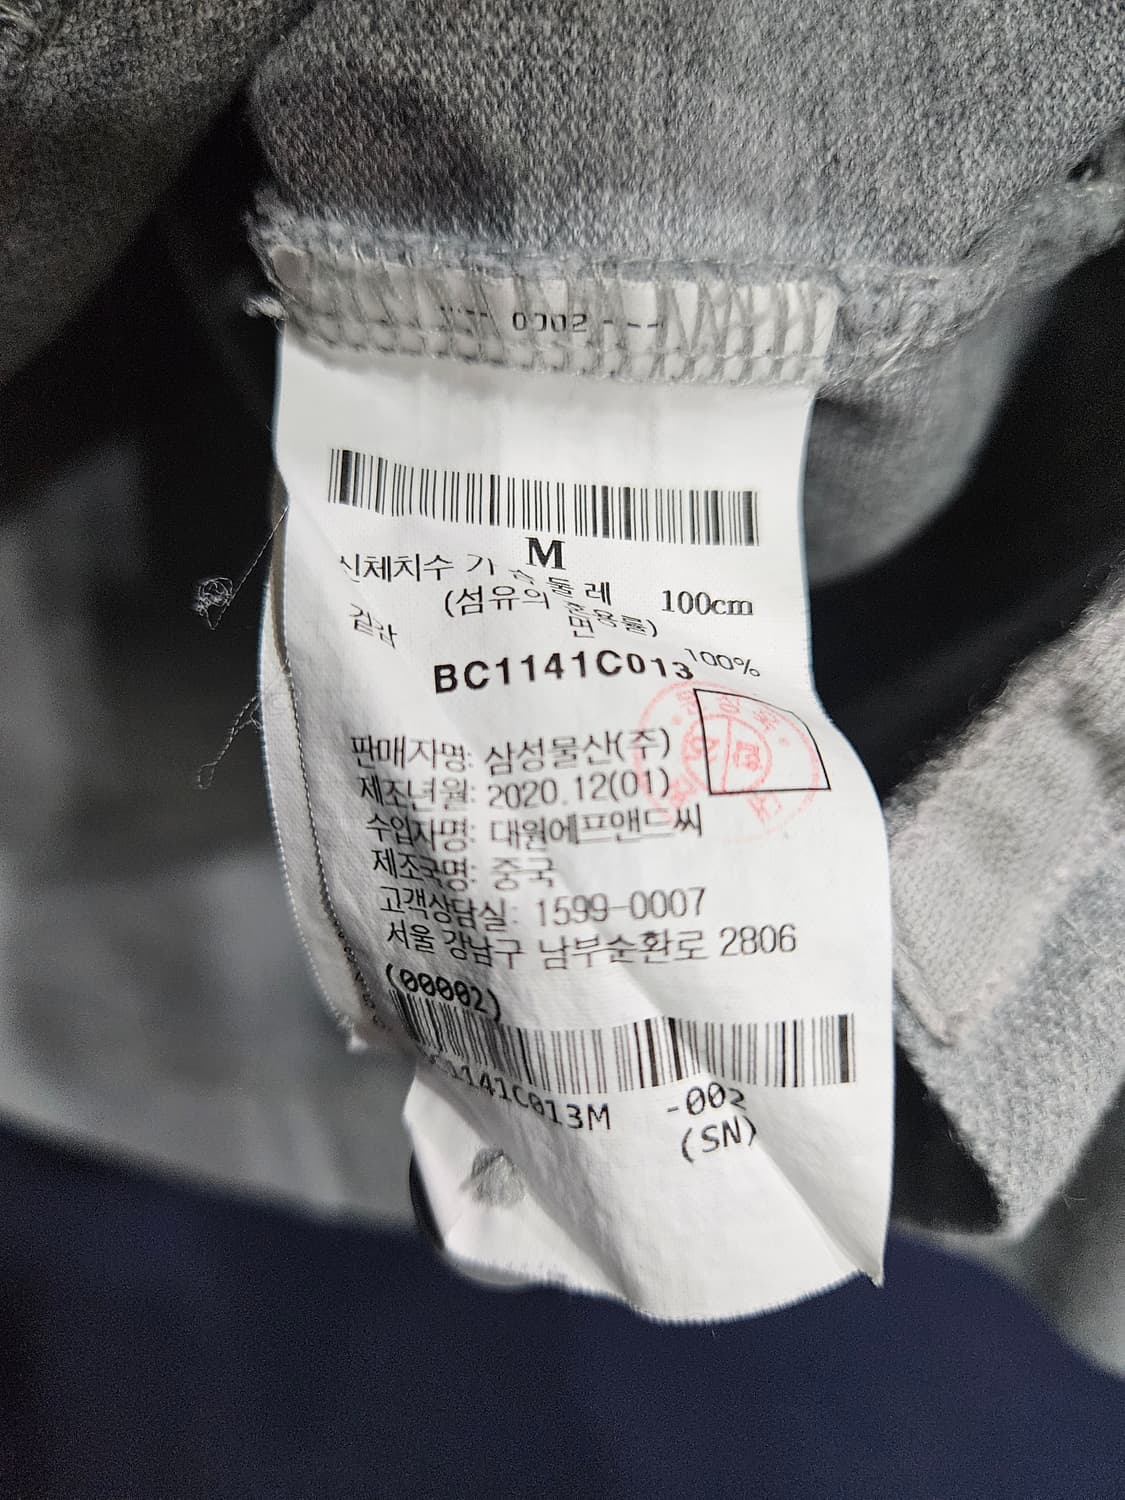 0002
M
신체치수 가슴둘레 100cm
(섬유의 혼용률)
겉감 면 100%
BC1141C013
판매자명: 삼성물산(주)
제조년월: 2020.12(01)
수입자명: 대원에프앤드씨
제조국명: 중국
고객상담실: 1599-0007
서울 강남구 남부순환로 2806
(00002)
1141C013M -002
(SN)